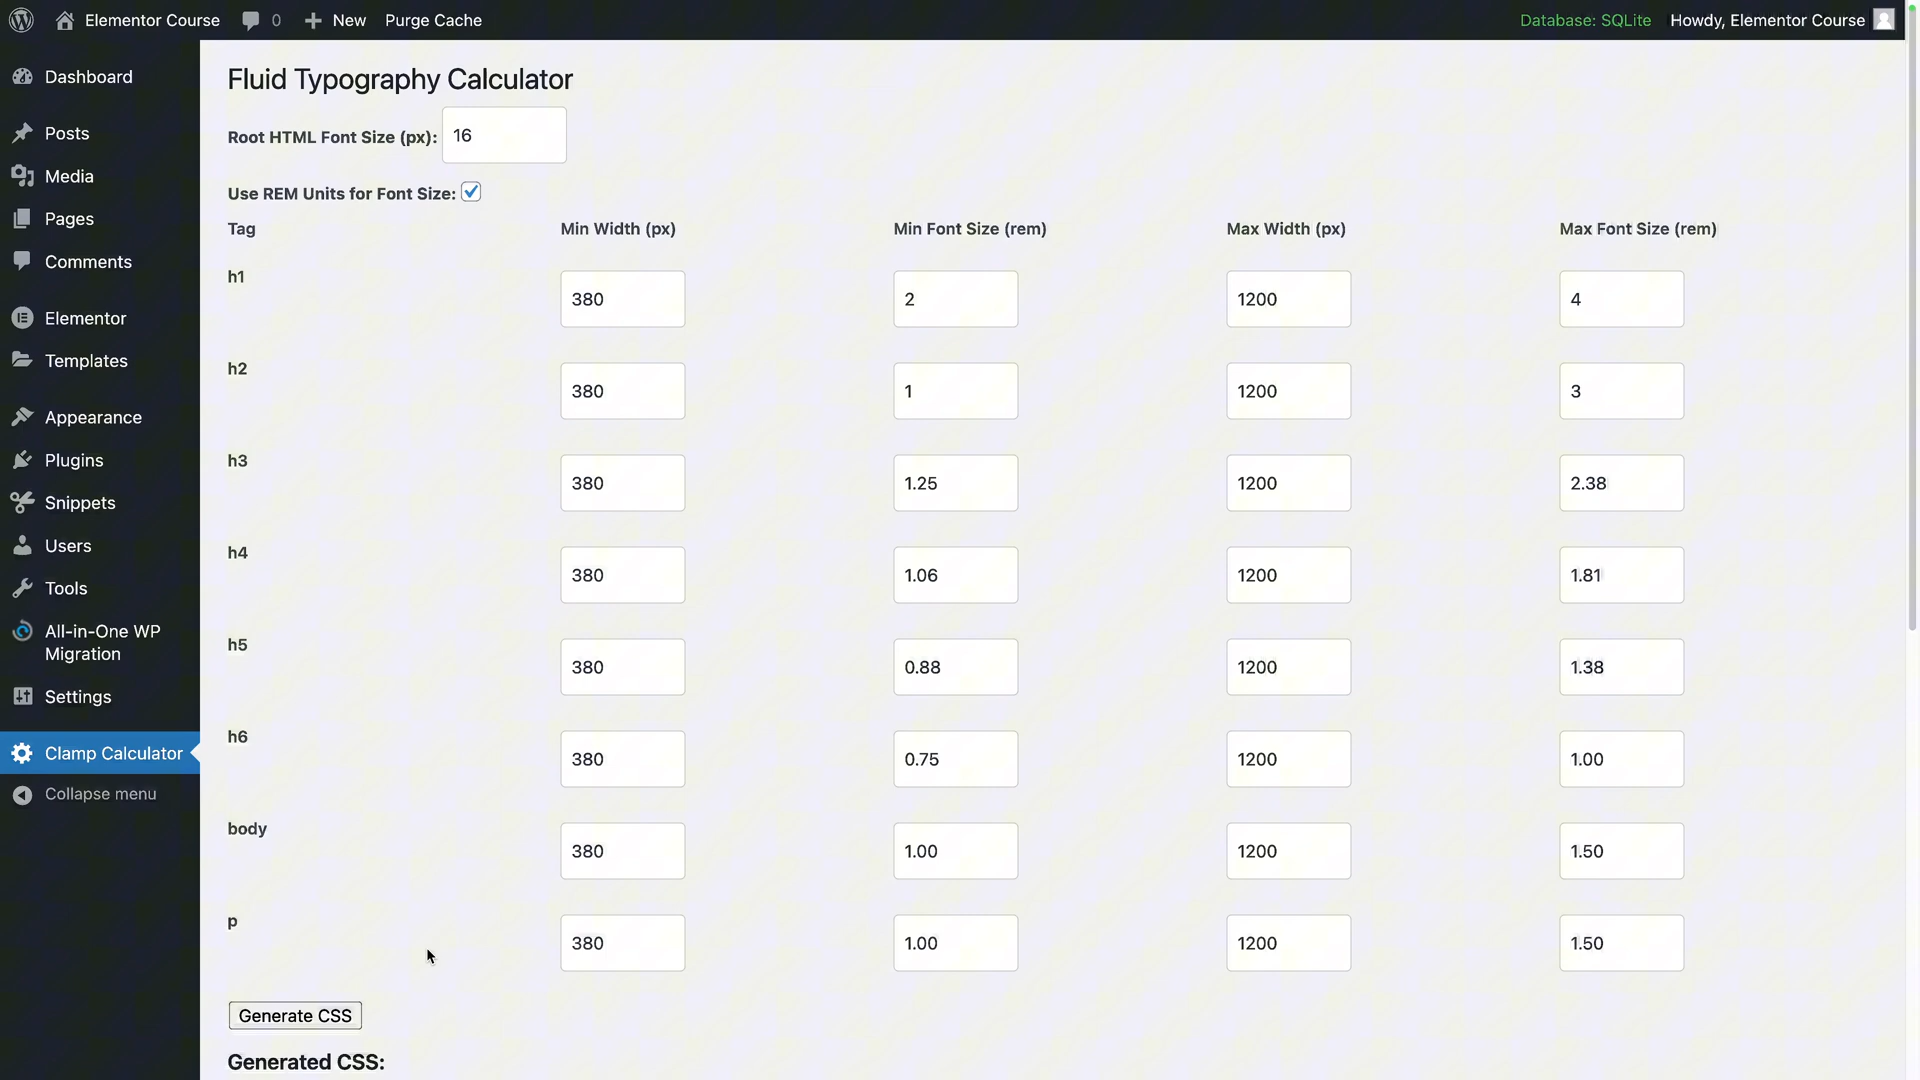 Elementor Course 0 New Purge Cache Database: SQLite Howdy, Elementor Course
Dashboard
Posts
Media
Pages
Comments
Elementor
Templates
Appearance
Plugins
Snippets
Users
Tools
All-in-One WP
Migration
Settings
Clamp Calculator
Collapse menu
Fluid Typography Calculator
Root HTML Font Size (px): 16
Use REM Units for Font Size:
Tag Min Width (px) Min Font Size (rem) Max Width (px) Max Font Size (rem)
h1 380 2 1200 4
h2 380 1 1200 3
h3 380 1.25 1200 2.38
h4 380 1.06 1200 1.81
h5 380 0.88 1200 1.38
h6 380 0.75 1200 1.00
body 380 1.00 1200 1.50
p 380 1.00 1200 1.50
Generate CSS
Generated CSS: